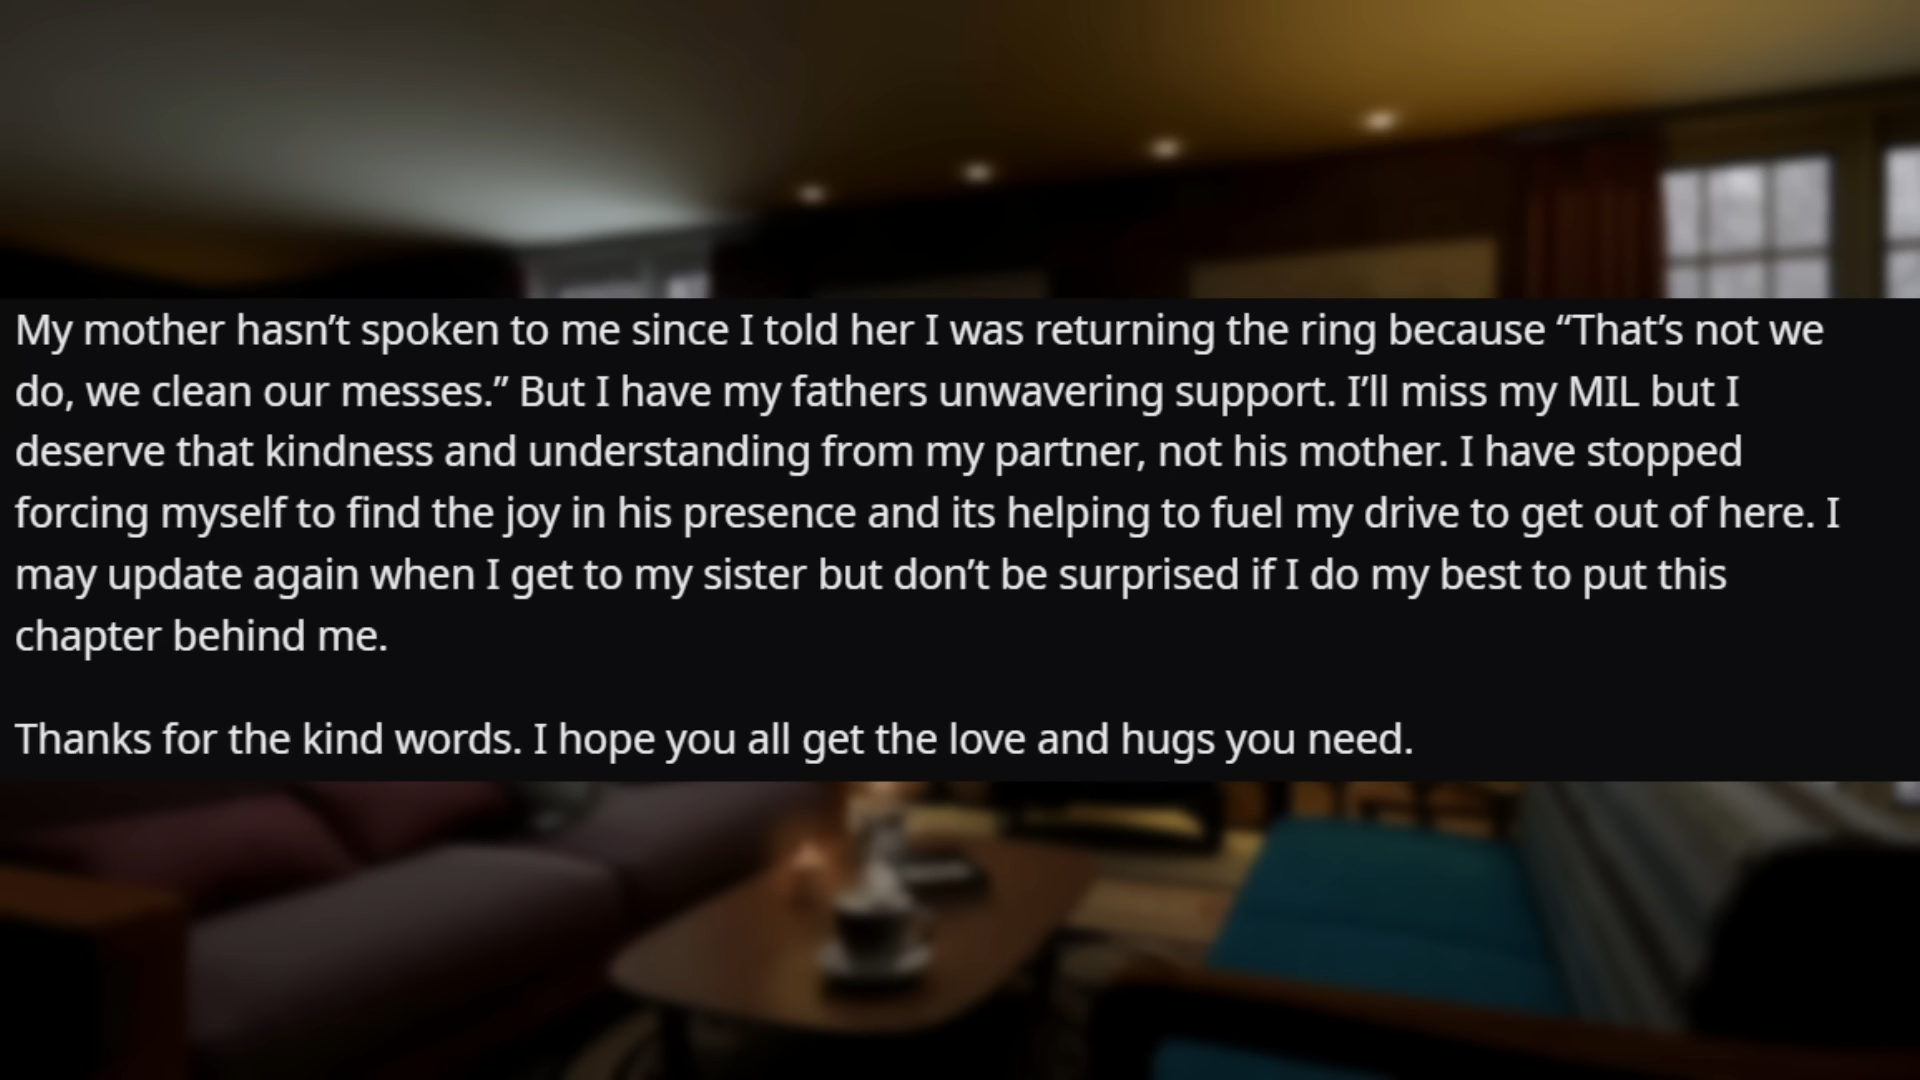 My mother hasn’t spoken to me since I told her I was returning the ring because “That’s not we
do, we clean our messes.” But I have my fathers unwavering support. I’ll miss my MIL but I
deserve that kindness and understanding from my partner, not his mother. I have stopped
forcing myself to find the joy in his presence and its helping to fuel my drive to get out of here. I
may update again when I get to my sister but don’t be surprised if I do my best to put this
chapter behind me.
Thanks for the kind words. I hope you all get the love and hugs you need.